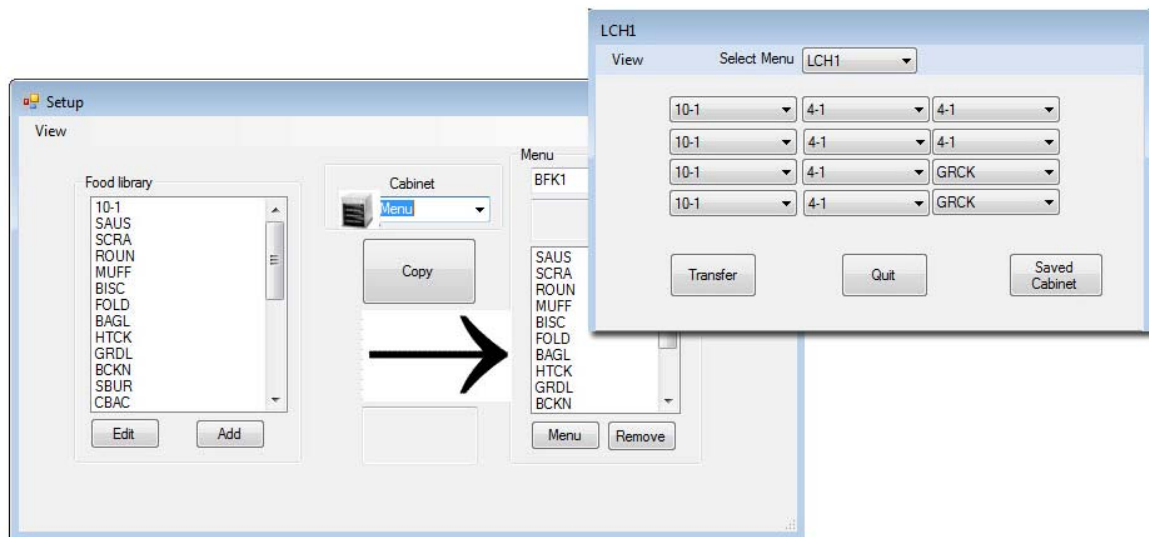 Setup
View
Food library
10-1
SAUS
SCRA
ROUN
MUFF
BISC
FOLD
BAGL
HTCK
GRDL
BCKN
SBUR
CBAC
Edit Add
Cabinet
Menu
Copy
Menu
BFK1
SAUS
SCRA
ROUN
MUFF
BISC
FOLD
BAGL
HTCK
GRDL
BCKN
Menu Remove
LCH1
View Select Menu LCH1
10-1 4-1 4-1
10-1 4-1 4-1
10-1 4-1 GRCK
10-1 4-1 GRCK
Transfer Quit Saved
Cabinet